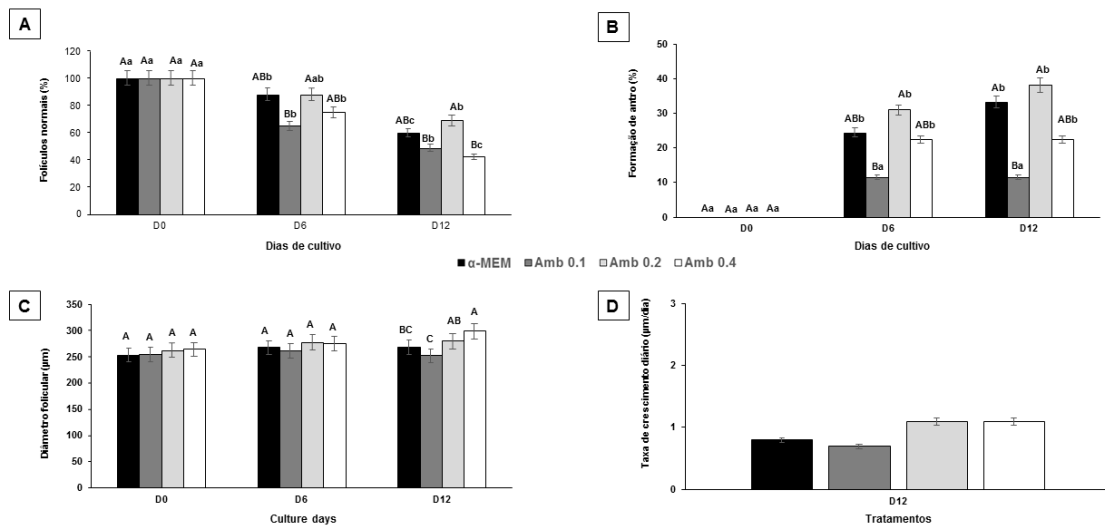 A
Folículos normais (%)
120
100
80
60
40
20
0
Aa Aa Aa Aa
ABb Bb Aab ABb
ABc Bb Ab Bc
D0 D6 D12
Dias de cultivo
B
Formação de antro (%)
50
40
30
20
10
0
Aa Aa Aa Aa
ABb Ba Ab ABb
Ab Ba Ab ABb
D0 D6 D12
Dias de cultivo
α-MEM Amb 0.1 Amb 0.2 Amb 0.4
C
Diâmetro folicular (µm)
350
300
250
200
150
100
50
0
A A A A
A A A A
BC C AB A
D0 D6 D12
Culture days
D
Taxa de crescimento diário (µm/dia)
3
2
1
0
D12
Tratamentos